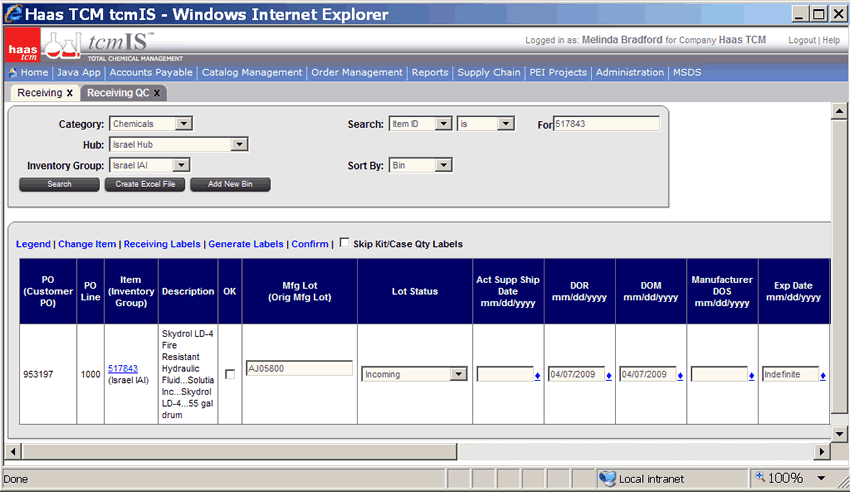 Haas TCM tcmIS - Windows Internet Explorer
haas tcm
tcmIS™
TOTAL CHEMICAL MANAGEMENT
Logged in as: Melinda Bradford for Company Haas TCM
Logout | Help
Home | Java App | Accounts Payable | Catalog Management | Order Management | Reports | Supply Chain | PEI Projects | Administration | MSDS
Receiving x Receiving QC x
Category: Chemicals Search: Item ID is For 517843
Hub: Israel Hub
Inventory Group: Israel IAI Sort By: Bin
Search Create Excel File Add New Bin
Legend | Change Item | Receiving Labels | Generate Labels | Confirm | Skip Kit/Case Qty Labels
PO (Customer PO)
PO Line
Item (Inventory Group)
Description
OK
Mfg Lot (Orig Mfg Lot)
Lot Status
Act Supp Ship Date mm/dd/yyyy
DOR mm/dd/yyyy
DOM mm/dd/yyyy
Manufacturer DOS mm/dd/yyyy
Exp Date mm/dd/yyyy
953197
1000
517843
(Israel IAI)
Skydrol LD-4
Fire
Resistant
Hydraulic
Fluid...Solutia
Inc...Skydrol
LD-4...55 gal
drum
AJ05800
Incoming
04/07/2009
04/07/2009
Indefinite
Done
Local intranet
100%